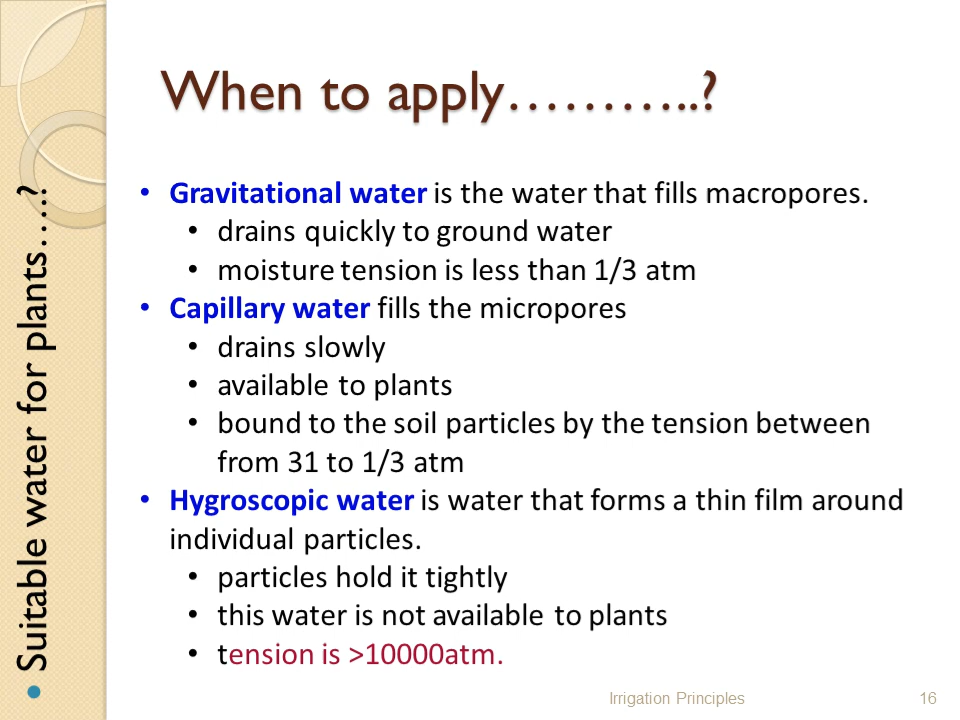 When to apply………..?
• Suitable water for plants….?
• Gravitational water is the water that fills macropores.
• drains quickly to ground water
• moisture tension is less than 1/3 atm
• Capillary water fills the micropores
• drains slowly
• available to plants
• bound to the soil particles by the tension between
from 31 to 1/3 atm
• Hygroscopic water is water that forms a thin film around
individual particles.
• particles hold it tightly
• this water is not available to plants
• tension is >10000atm.
Irrigation Principles
16